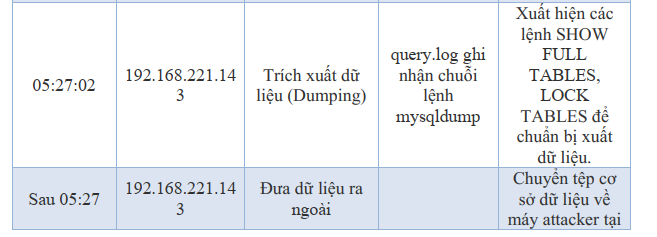 05:27:02
192.168.221.14
3
Trích xuất dữ
liệu (Dumping)
query.log ghi
nhận chuỗi
lệnh
mysqldump
Xuất hiện các
lệnh SHOW
FULL
TABLES,
LOCK
TABLES để
chuẩn bị xuất
dữ liệu.
Sau 05:27
192.168.221.14
3
Đưa dữ liệu ra
ngoài
Chuyển tệp cơ
sở dữ liệu về
máy attacker tại